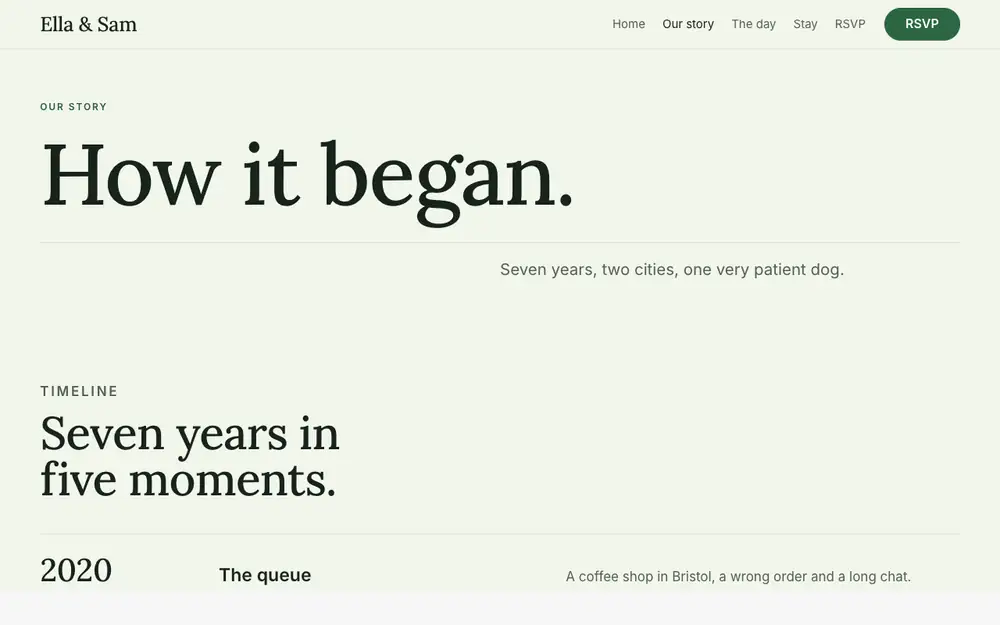 Ella & Sam
Home Our story The day Stay RSVP RSVP
OUR STORY
How it began.
Seven years, two cities, one very patient dog.
TIMELINE
Seven years in
five moments.
2020 The queue A coffee shop in Bristol, a wrong order and a long chat.